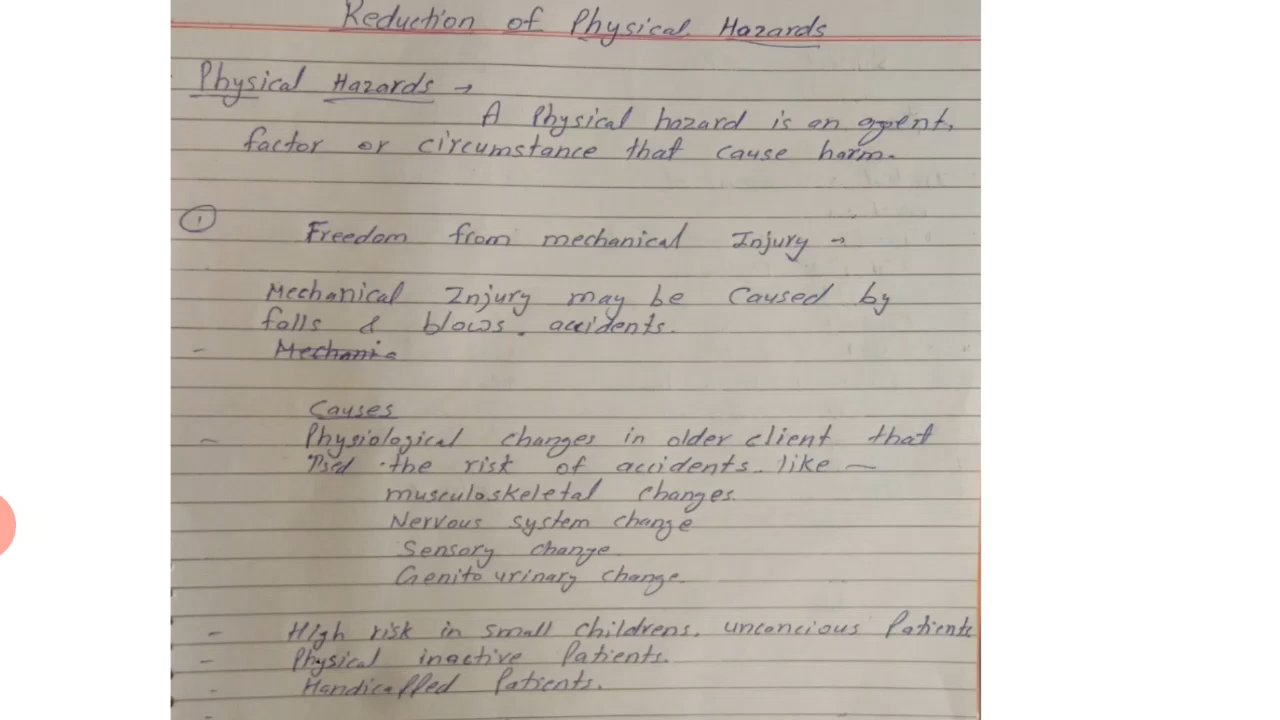 Reduction of Physical Hazards
Physical Hazards →
A Physical hazard is an agent,
factor or circumstance that cause harm.
①
Freedom from mechanical Injury →
Mechanical Injury may be caused by
falls & blows. accidents.
- Mechanic
Causes
- Physiological changes in older client that
the risk of accidents. like —
musculoskeletal changes.
Nervous system change
Sensory change.
Genito urinary change.
- High risk in small childrens. unconcious Patients
- Physical inactive Patients.
- Handicapped Patients.